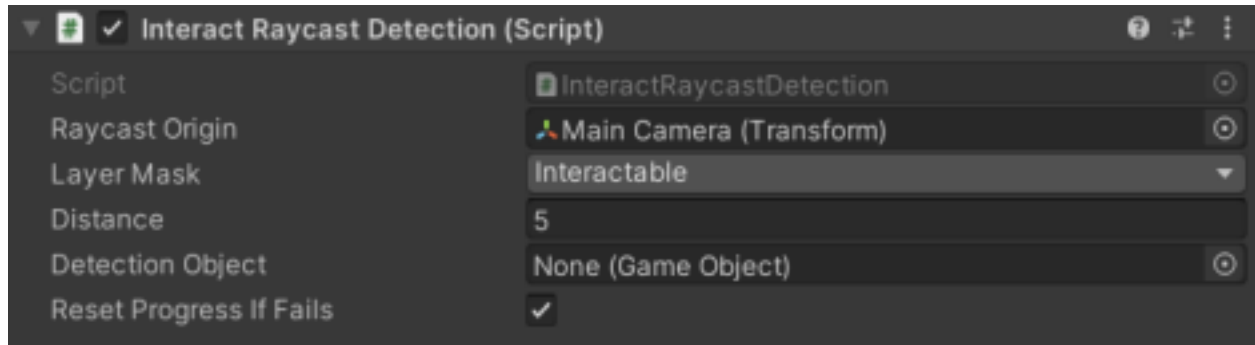 Interact Raycast Detection (Script)
Script InteractRaycastDetection
Raycast Origin Main Camera (Transform)
Layer Mask Interactable
Distance 5
Detection Object None (Game Object)
Reset Progress If Fails